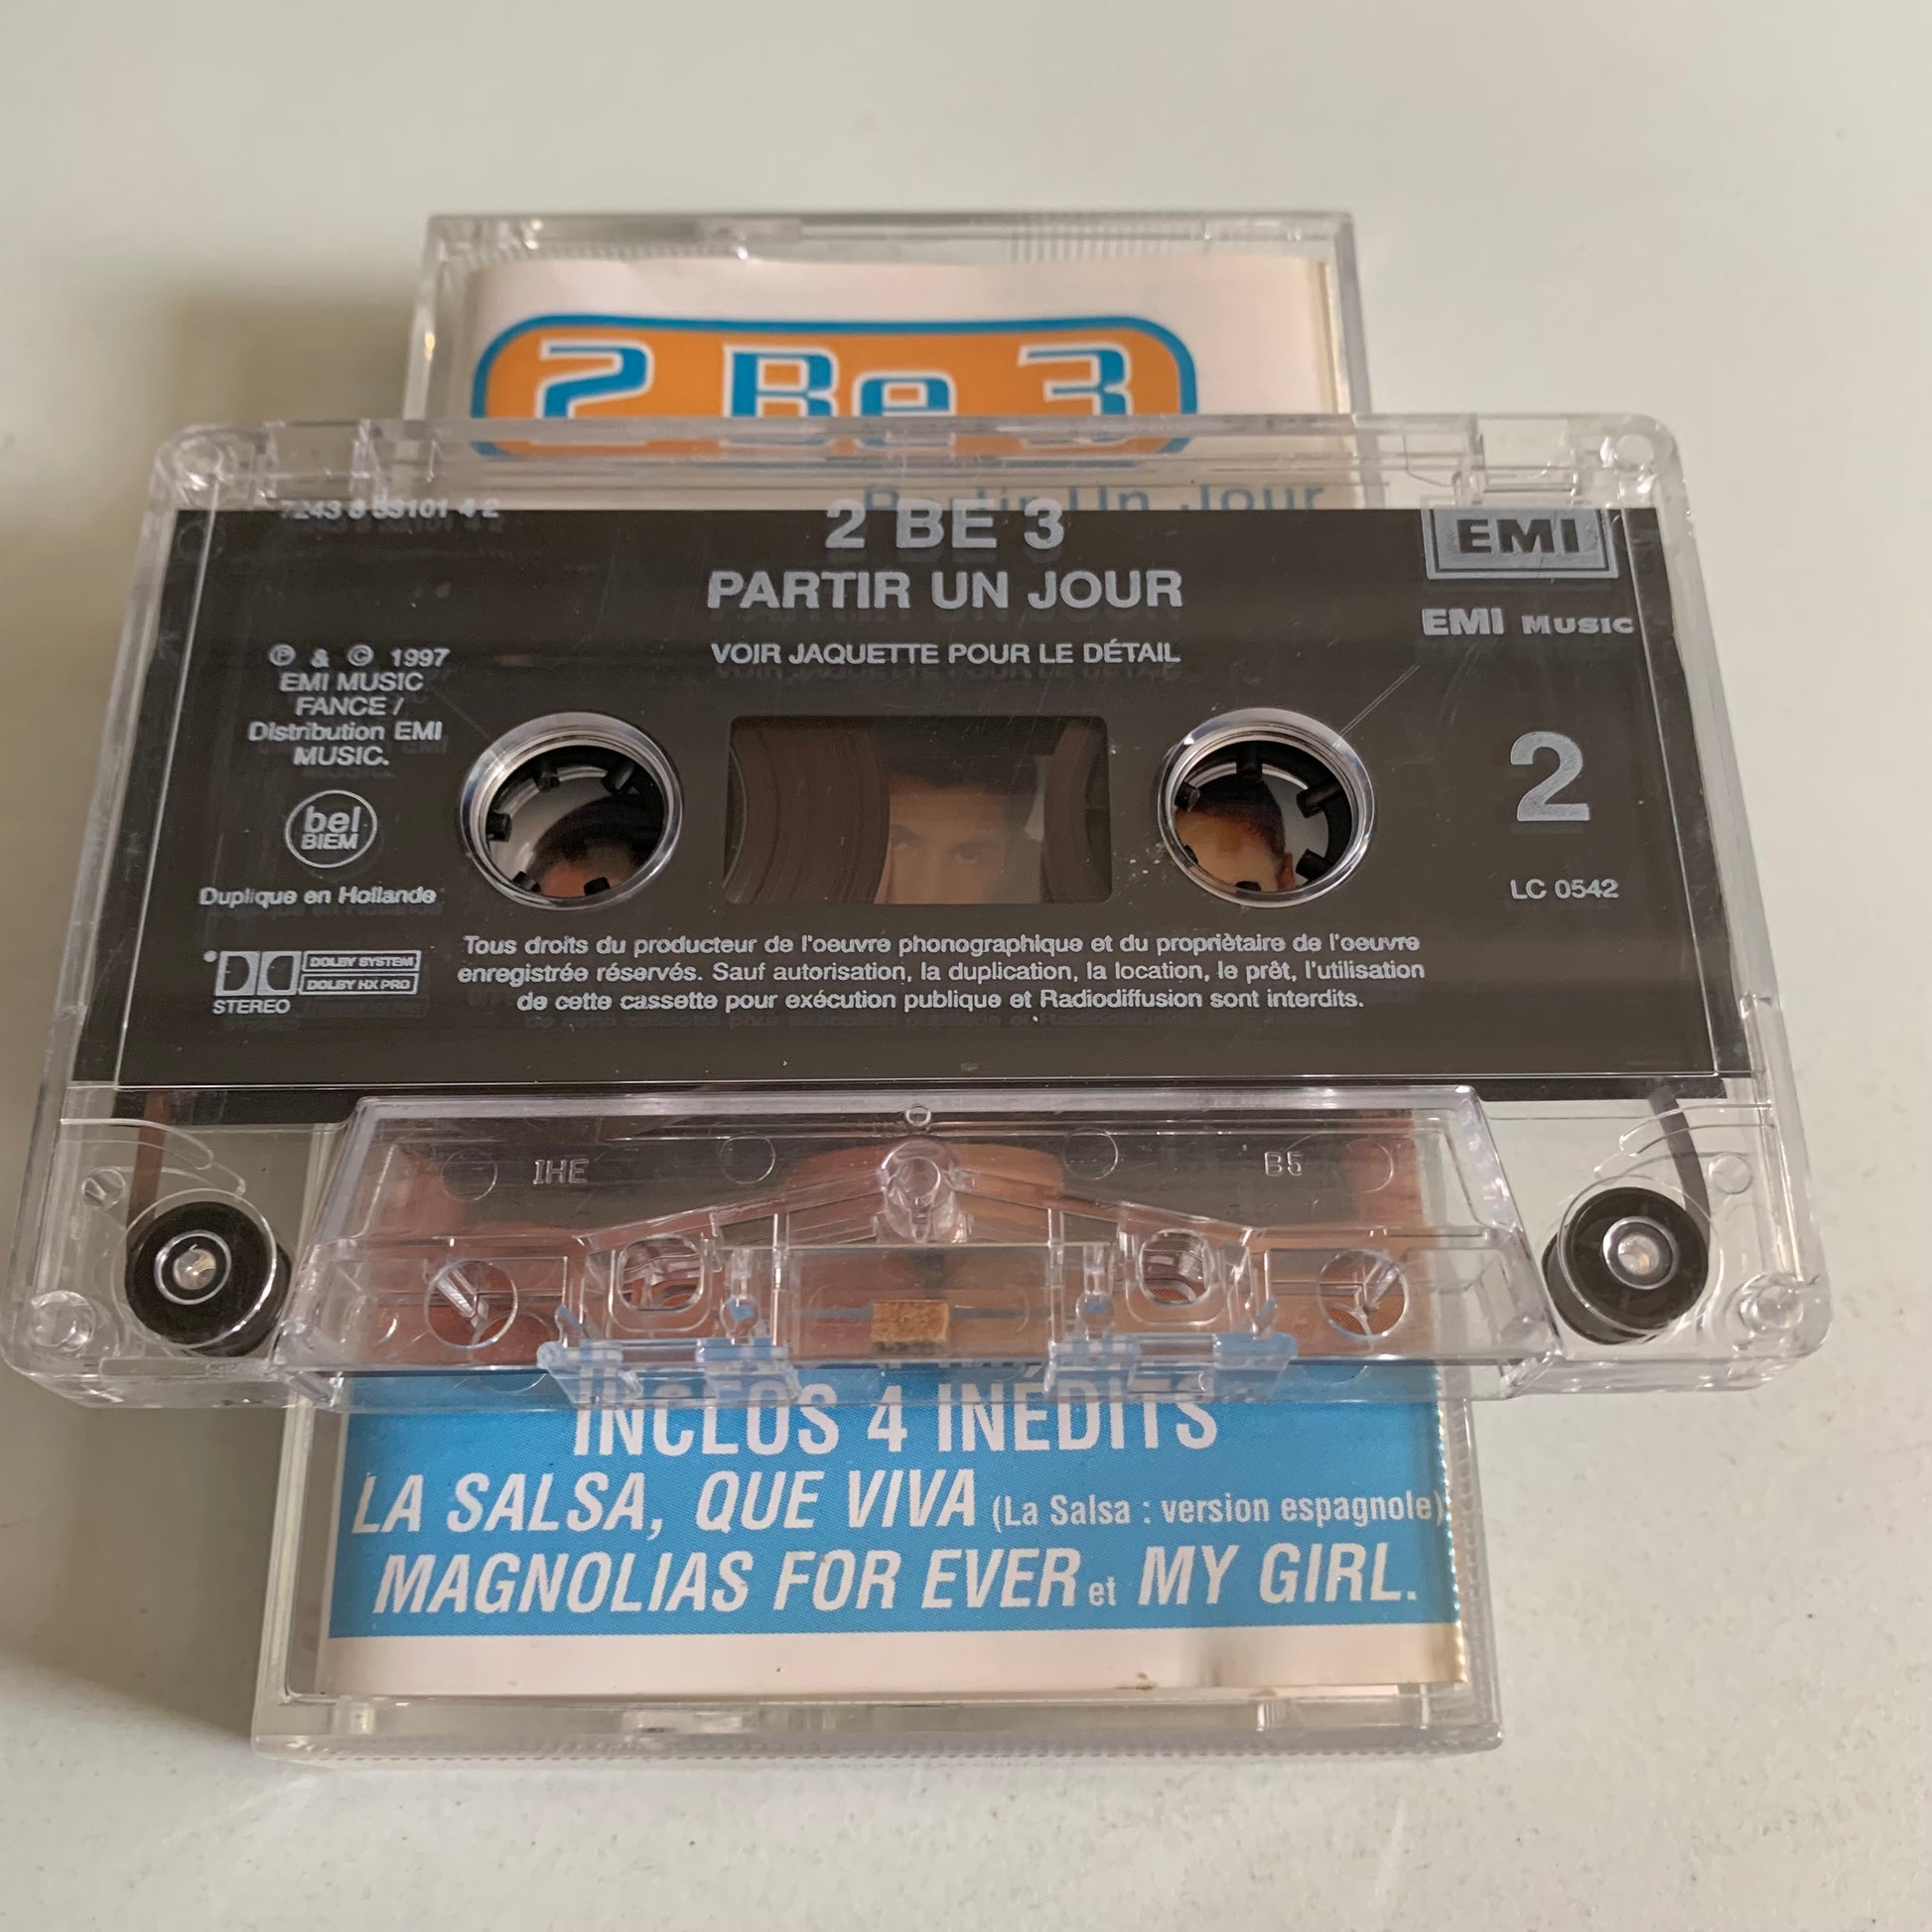 2 Be 3
Partir Un Jour
7243 8 53101 4 2
2 BE 3
PARTIR UN JOUR
VOIR JAQUETTE POUR LE DÉTAIL
EMI
EMI MUSIC
℗ & © 1997
EMI MUSIC
FANCE /
Distribution EMI
MUSIC.
bel
BIEM
Duplique en Hollande
2
LC 0542
DOLBY SYSTEM
DOLBY HX PRO
STEREO
Tous droits du producteur de l'oeuvre phonographique et du propriètaire de l'oeuvre
enregistrée réservés. Sauf autorisation, la duplication, la location, le prêt, l'utilisation
de cette cassette pour exécution publique et Radiodiffusion sont interdits.
IHE
B5
INCLUS 4 INÉDITS
LA SALSA, QUE VIVA (La Salsa : version espagnole)
MAGNOLIAS FOR EVER et MY GIRL.